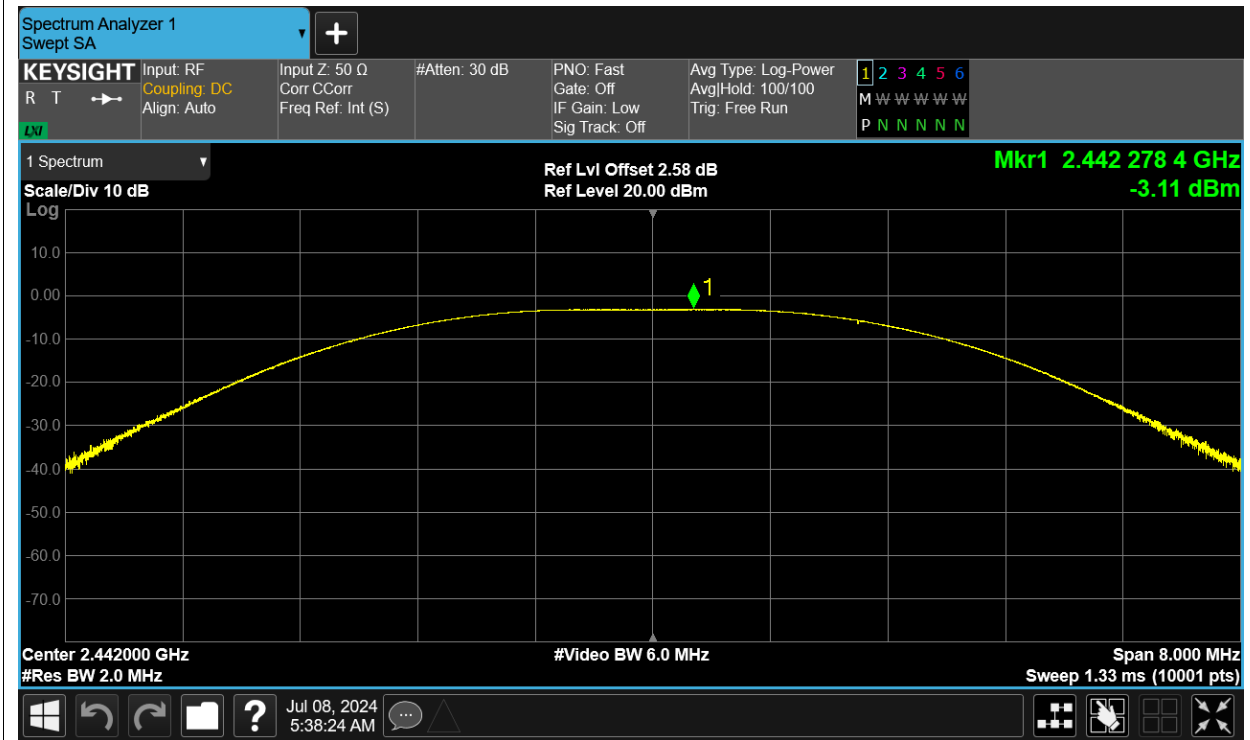 Spectrum Analyzer 1
Swept SA
KEYSIGHT
R T
LXI
Input: RF
Coupling: DC
Align: Auto
Input Z: 50 Ω
Corr CCorr
Freq Ref: Int (S)
#Atten: 30 dB
PNO: Fast
Gate: Off
IF Gain: Low
Sig Track: Off
Avg Type: Log-Power
Avg|Hold: 100/100
Trig: Free Run
1 2 3 4 5 6
M W W W W W
P N N N N N
1 Spectrum
Scale/Div 10 dB
Log
Ref Lvl Offset 2.58 dB
Ref Level 20.00 dBm
Mkr1 2.442 278 4 GHz
-3.11 dBm
10.0
0.00
-10.0
-20.0
-30.0
-40.0
-50.0
-60.0
-70.0
1
Center 2.442000 GHz
#Res BW 2.0 MHz
#Video BW 6.0 MHz
Span 8.000 MHz
Sweep 1.33 ms (10001 pts)
?
Jul 08, 2024
5:38:24 AM